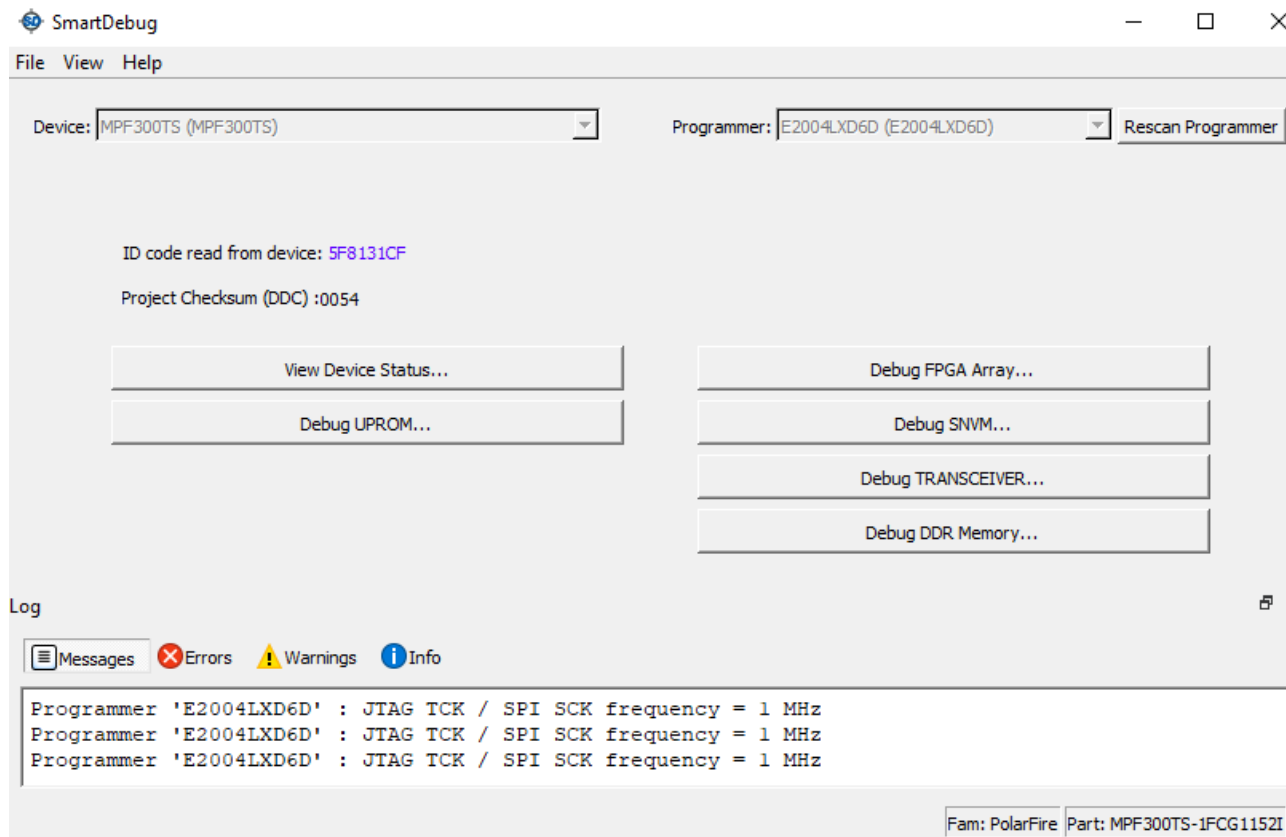 SmartDebug
File View Help
Device: MPF300TS (MPF300TS) Programmer: E2004LXD6D (E2004LXD6D) Rescan Programmer
ID code read from device: 5F8131CF
Project Checksum (DDC) :0054
View Device Status... Debug FPGA Array...
Debug UPROM... Debug SNVM...
Debug TRANSCEIVER...
Debug DDR Memory...
Log
Messages Errors Warnings Info
Programmer 'E2004LXD6D' : JTAG TCK / SPI SCK frequency = 1 MHz
Programmer 'E2004LXD6D' : JTAG TCK / SPI SCK frequency = 1 MHz
Programmer 'E2004LXD6D' : JTAG TCK / SPI SCK frequency = 1 MHz
Fam: PolarFire Part: MPF300TS-1FCG1152I